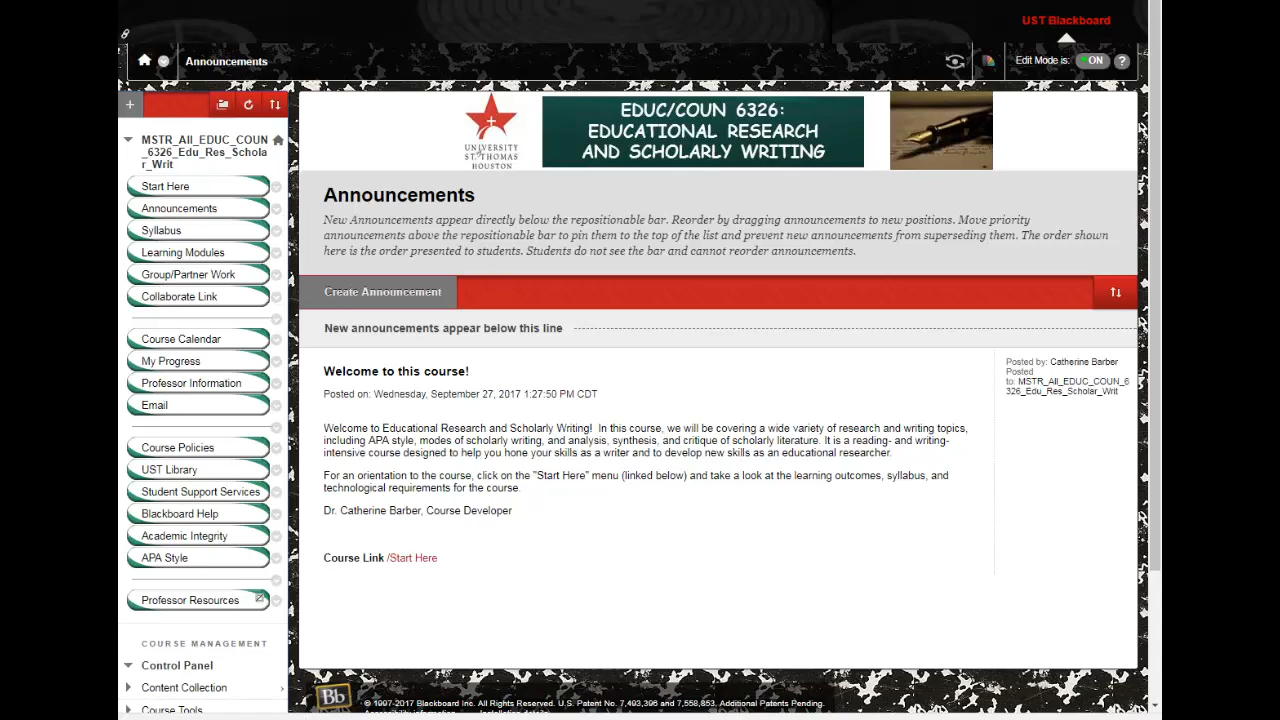 UST Blackboard
Announcements
Edit Mode is:
ON
?
MSTR_All_EDUC_COUN
_6326_Edu_Res_Schola
r_Writ
Start Here
Announcements
Syllabus
Learning Modules
Group/Partner Work
Collaborate Link
Course Calendar
My Progress
Professor Information
Email
Course Policies
UST Library
Student Support Services
Blackboard Help
Academic Integrity
APA Style
Professor Resources
COURSE MANAGEMENT
Control Panel
Content Collection
Course Tools
UNIVERSITY
ST. THOMAS
HOUSTON
EDUC/COUN 6326:
EDUCATIONAL RESEARCH
AND SCHOLARLY WRITING
Announcements
New Announcements appear directly below the repositionable bar. Reorder by dragging announcements to new positions. Move priority
announcements above the repositionable bar to pin them to the top of the list and prevent new announcements from superseding them. The order shown
here is the order presented to students. Students do not see the bar and cannot reorder announcements.
Create Announcement
New announcements appear below this line
Welcome to this course!
Posted on: Wednesday, September 27, 2017 1:27:50 PM CDT
Welcome to Educational Research and Scholarly Writing! In this course, we will be covering a wide variety of research and writing topics,
including APA style, modes of scholarly writing, and analysis, synthesis, and critique of scholarly literature. It is a reading- and writing-
intensive course designed to help you hone your skills as a writer and to develop new skills as an educational researcher.
For an orientation to the course, click on the "Start Here" menu (linked below) and take a look at the learning outcomes, syllabus, and
technological requirements for the course.
Dr. Catherine Barber, Course Developer
Course Link /Start Here
Posted by: Catherine Barber
Posted
to: MSTR_All_EDUC_COUN_6
326_Edu_Res_Scholar_Writ
Bb
© 1997-2017 Blackboard Inc. All Rights Reserved. U.S. Patent No. 7,493,396 and 7,558,853. Additional Patents Pending.
Accessibility information Installation details